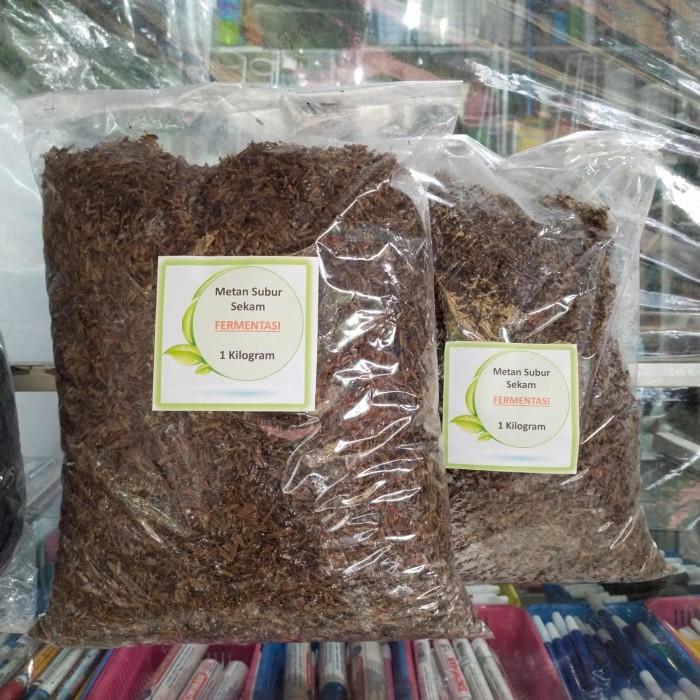 Metan Subur
Sekam
FERMENTASI
1 Kilogram
Metan Subur
Sekam
FERMENTASI
1 Kilogram